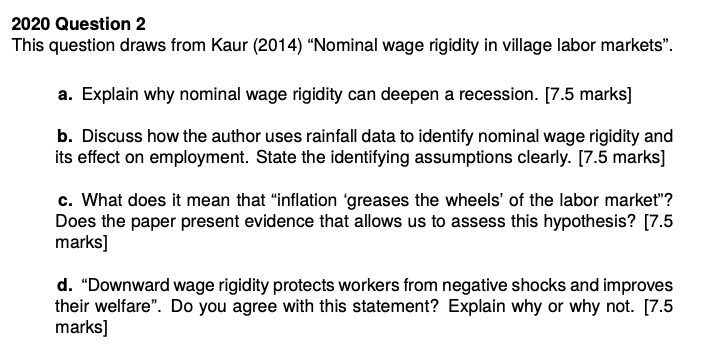 2020 Question 2
This question draws from Kaur (2014) “Nominal wage rigidity in village labor markets”.
a. Explain why nominal wage rigidity can deepen a recession. [7.5 marks]
b. Discuss how the author uses rainfall data to identify nominal wage rigidity and
its effect on employment. State the identifying assumptions clearly. [7.5 marks]
c. What does it mean that “inflation ‘greases the wheels’ of the labor market”?
Does the paper present evidence that allows us to assess this hypothesis? [7.5
marks]
d. “Downward wage rigidity protects workers from negative shocks and improves
their welfare”. Do you agree with this statement? Explain why or why not. [7.5
marks]